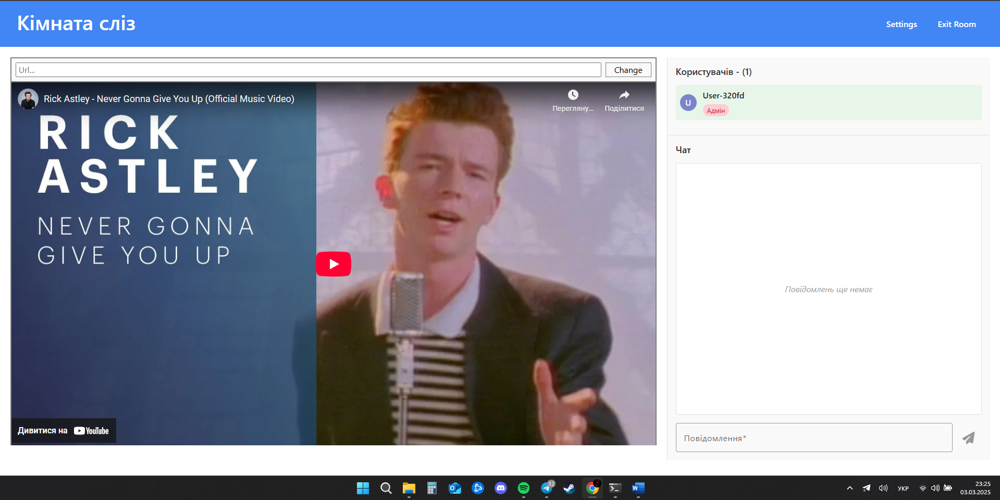 Кімната сліз
Settings
Exit Room
Url...
Change
Rick Astley - Never Gonna Give You Up (Official Music Video)
Перегляну...
Поділитися
RICK
ASTLEY
NEVER GONNA
GIVE YOU UP
Дивитися на YouTube
Користувачів - (1)
U
User-320fd
Адмін
Чат
Повідомлень ще немає
Повідомлення*
92
УКР
23:25
03.03.2025